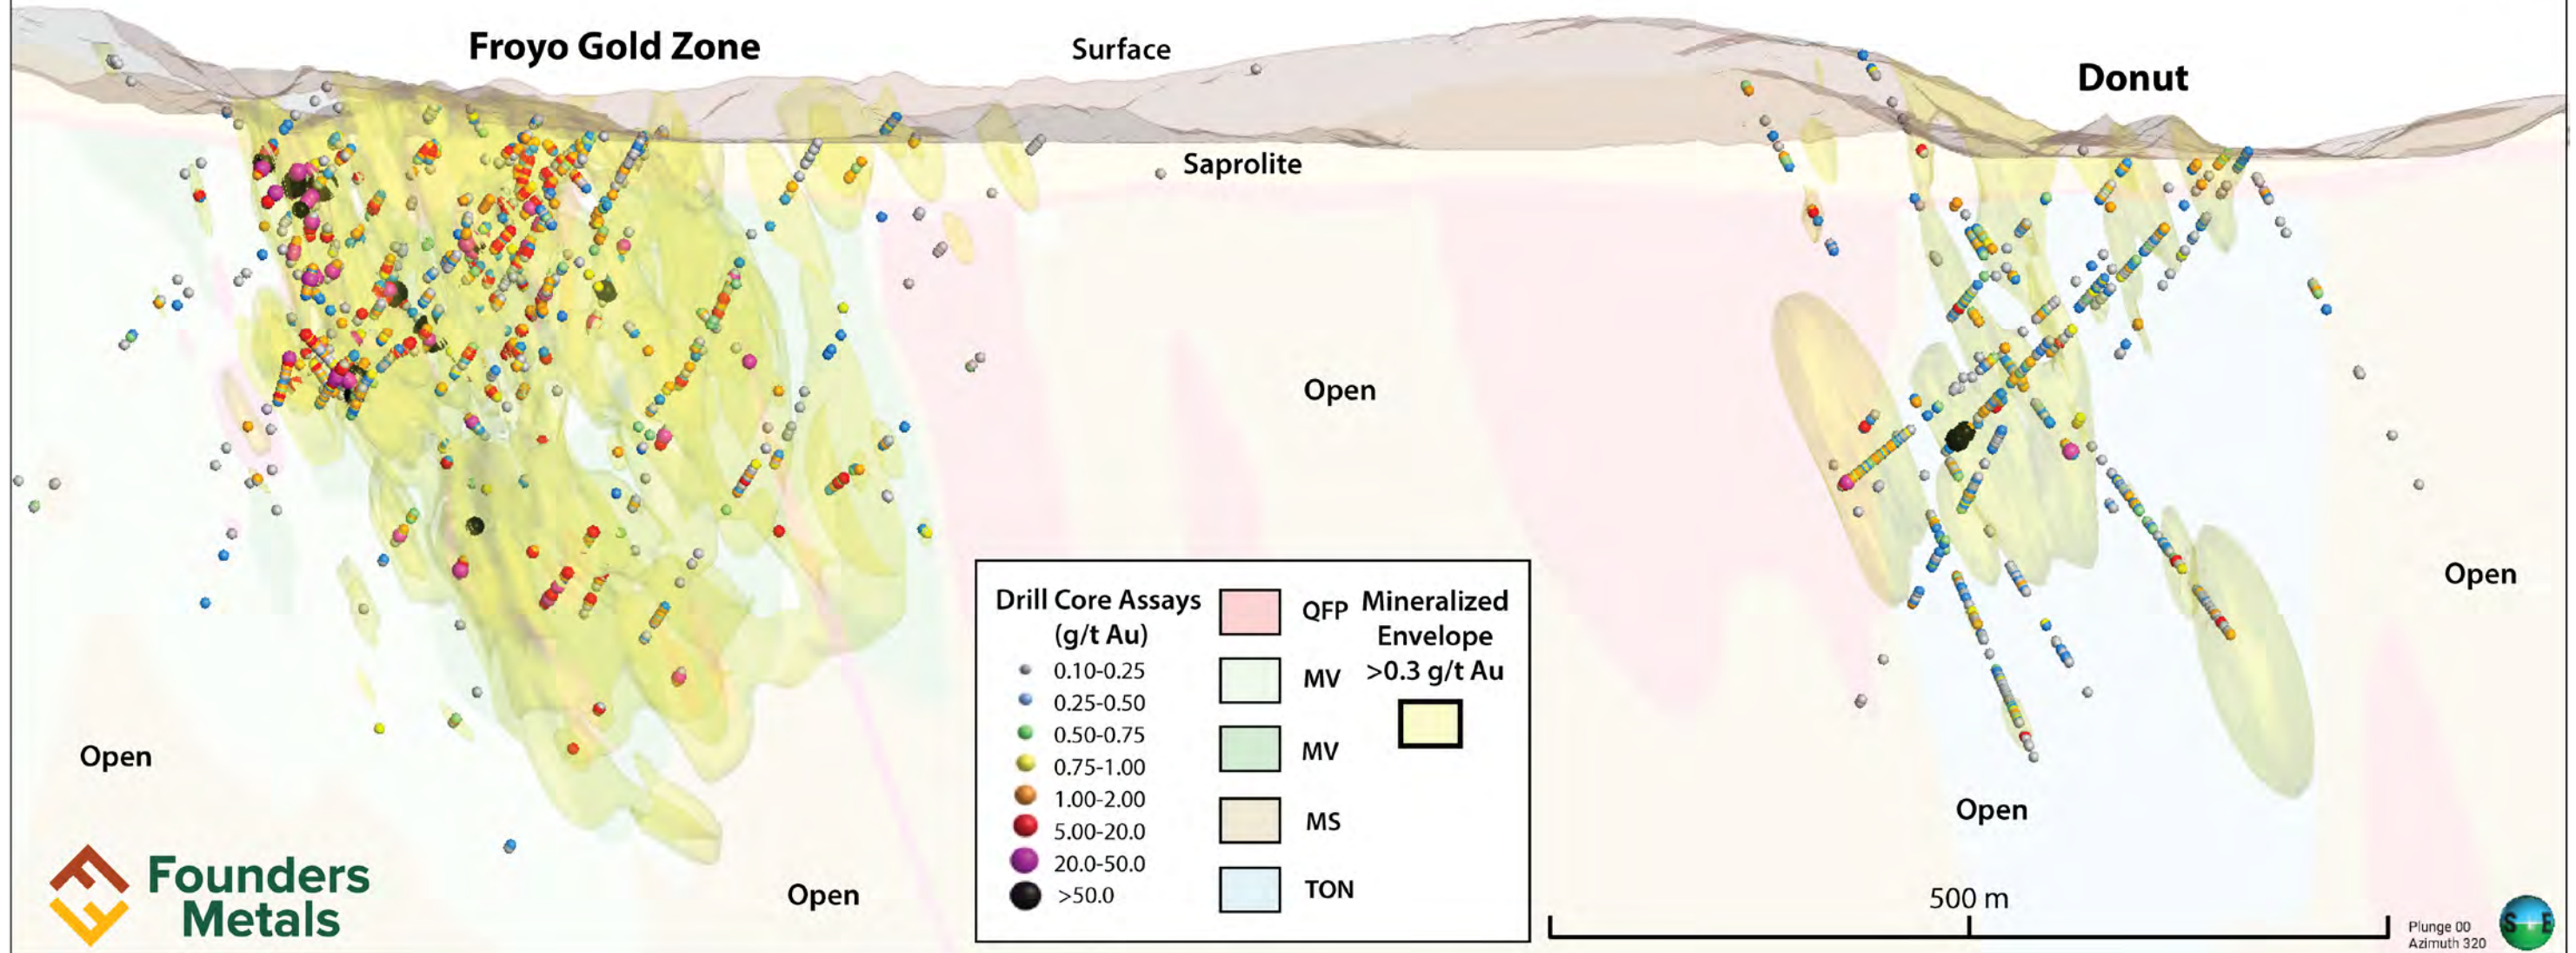 Froyo Gold Zone
Surface
Donut
Saprolite
Open
Open
Open
Open
Open
Drill Core Assays
(g/t Au)
0.10-0.25
0.25-0.50
0.50-0.75
0.75-1.00
1.00-2.00
5.00-20.0
20.0-50.0
>50.0
QFP
MV
MV
MS
TON
Mineralized
Envelope
>0.3 g/t Au
Founders
Metals
500 m
Plunge 00
Azimuth 320
S E